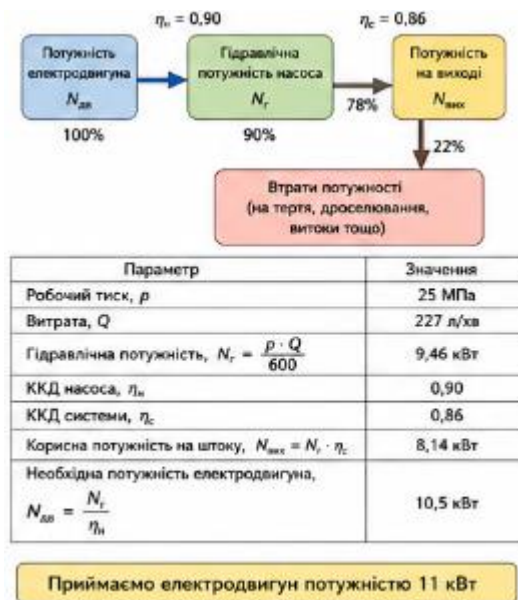 ηн = 0,90
ηс = 0,86
Потужність
електродвигуна
Nдв
Гідравлічна
потужність насоса
Nг
Потужність
на виході
Nвих
100%
90%
78%
22%
Втрати потужності
(на тертя, дроселювання,
витоки тощо)
Параметр Значення
Робочий тиск, p 25 МПа
Витрата, Q 227 л/хв
Гідравлічна потужність, Nг = p · Q / 600 9,46 кВт
ККД насоса, ηн 0,90
ККД системи, ηс 0,86
Корисна потужність на штоку, Nвих = Nг · ηс 8,14 кВт
Необхідна потужність електродвигуна,
Nдв = Nг / ηн 10,5 кВт
Приймаємо електродвигун потужністю 11 кВт